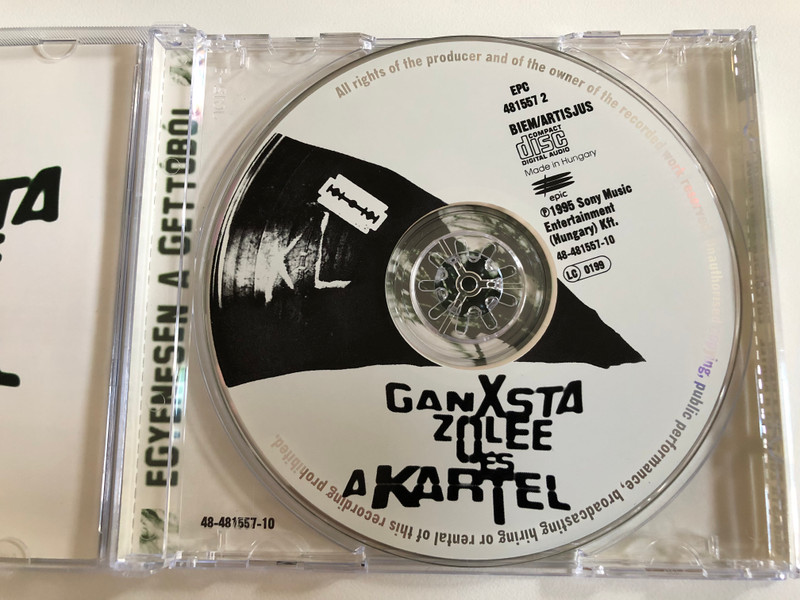 TA
EGYENESEN A GETTÓBÓL
48-481557-10
All rights of the producer and of the owner of the recorded work
public performance, broadcasting hiring or rental of this recording prohibited.
EPC
481557 2
BIEM/ARTISJUS
COMPACT
disc
DIGITAL AUDIO
Made in Hungary
epic
℗1995 Sony Music
Entertainment
(Hungary) Kft.
48-481557-10
LC 0199
KL
GANXSTA
ZOLEE
ÉS
A KARTEL